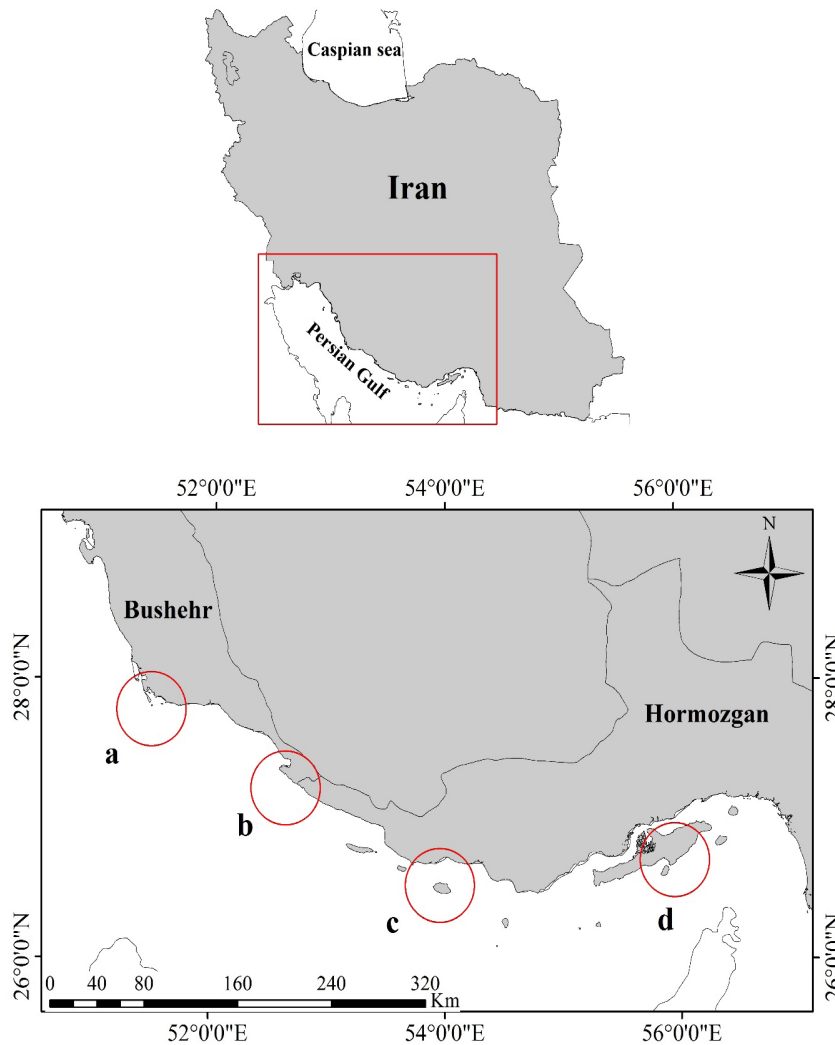 Caspian sea
Iran
Persian Gulf
52°0'0"E 54°0'0"E 56°0'0"E
N
Bushehr
28°0'0"N 28°0'0"N
Hormozgan
a
b
c
d
26°0'0"N 26°0'0"N
0 40 80 160 240 320
Km
52°0'0"E 54°0'0"E 56°0'0"E